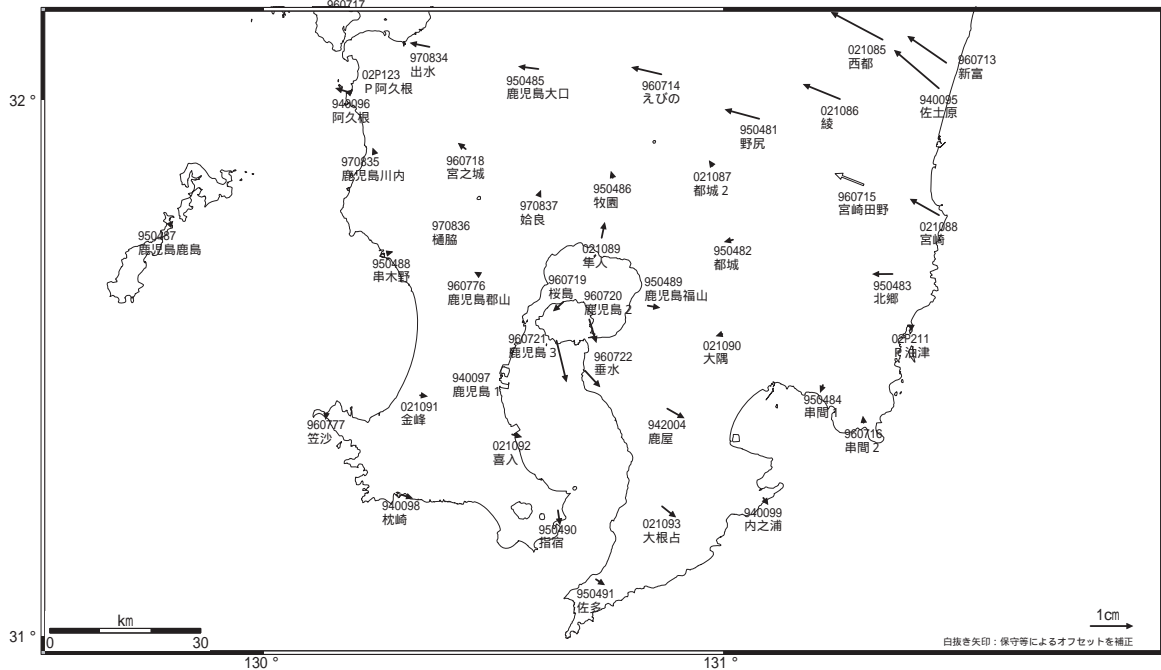 960717
970834
出水
02P123
P阿久根
940096
阿久根
950485
鹿児島大口
960714
えびの
021085
西都
960713
新富
940095
佐土原
021086
綾
950481
野尻
32°
970835
鹿児島川内
960718
宮之城
950486
牧園
021087
都城2
960715
宮崎田野
970837
姶良
021088
宮崎
950487
鹿児島鹿島
970836
樋脇
021089
隼人
950482
都城
950488
串木野
960776
鹿児島郡山
960719
桜島
960720
鹿児島2
950489
鹿児島福山
950483
北郷
960721
鹿児島3
960722
垂水
021090
大隅
02P211
P油津
940097
鹿児島1
021091
金峰
950484
串間1
960777
笠沙
021092
喜入
942004
鹿屋
960716
串間2
940098
枕崎
950490
指宿
021093
大根占
940099
内之浦
950491
佐多
km
0 30
1cm
白抜き矢印:保守等によるオフセットを補正
31°
130°
131°